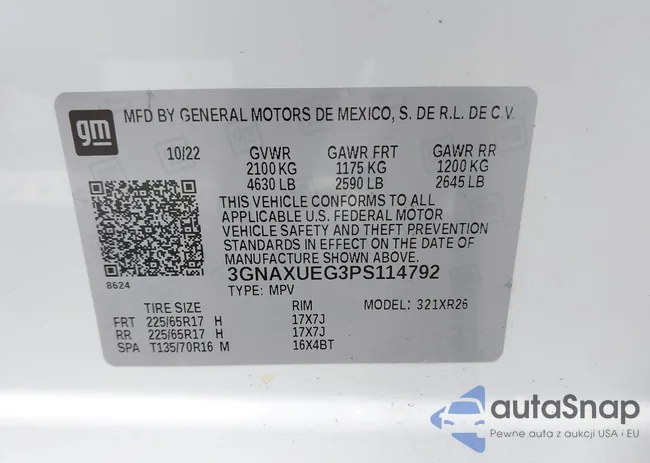 gm
MFD BY GENERAL MOTORS DE MEXICO, S. DE R.L. DE C.V.
10/22 GVWR GAWR FRT GAWR RR
2100 KG 1175 KG 1200 KG
4630 LB 2590 LB 2645 LB
THIS VEHICLE CONFORMS TO ALL
APPLICABLE U.S. FEDERAL MOTOR
VEHICLE SAFETY AND THEFT PREVENTION
STANDARDS IN EFFECT ON THE DATE OF
MANUFACTURE SHOWN ABOVE.
3GNAXUEG3PS114792
8624
TYPE: MPV
TIRE SIZE RIM MODEL: 321XR26
FRT 225/65R17 H 17X7J
RR 225/65R17 H 17X7J
SPA T135/70R16 M 16X4BT
autaSnap
Pewne auta z aukcji USA i EU